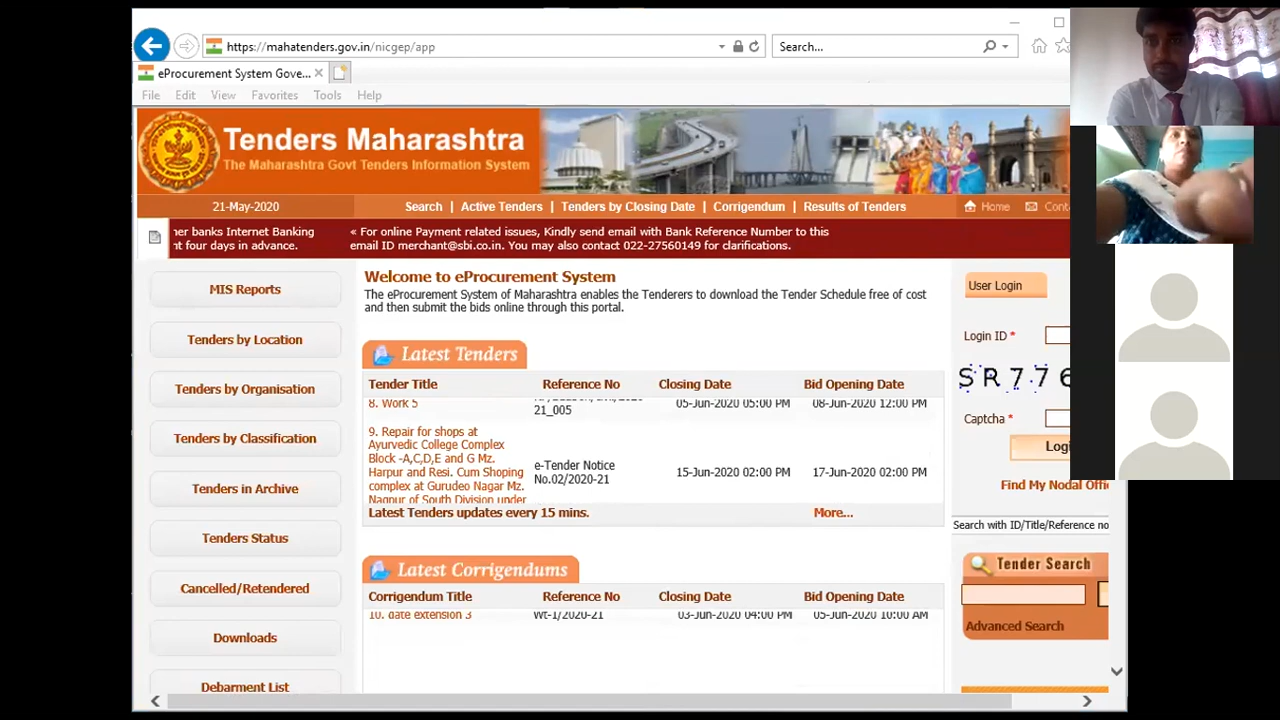 https://mahatenders.gov.in/nicgep/app
Search...
eProcurement System Gove...
File Edit View Favorites Tools Help
Tenders Maharashtra
The Maharashtra Govt Tenders Information System
21-May-2020
Search | Active Tenders | Tenders by Closing Date | Corrigendum | Results of Tenders
Home
banks Internet Banking
four days in advance.
« For online Payment related issues, Kindly send email with Bank Reference Number to this
email ID merchant@sbi.co.in. You may also contact 022-27560149 for clarifications.
MIS Reports
Tenders by Location
Tenders by Organisation
Tenders by Classification
Tenders in Archive
Tenders Status
Cancelled/Retendered
Downloads
Debarment List
Welcome to eProcurement System
The eProcurement System of Maharashtra enables the Tenderers to download the Tender Schedule free of cost
and then submit the bids online through this portal.
Latest Tenders
Tender Title Reference No Closing Date Bid Opening Date
8. Work 5 21_005 05-Jun-2020 05:00 PM 08-Jun-2020 12:00 PM
9. Repair for shops at
Ayurvedic College Complex
Block -A,C,D,E and G Mz.
Harpur and Resi. Cum Shoping
complex at Gurudeo Nagar Mz.
Nagpur of South Division under
e-Tender Notice
No.02/2020-21
15-Jun-2020 02:00 PM 17-Jun-2020 02:00 PM
Latest Tenders updates every 15 mins. More...
Latest Corrigendums
Corrigendum Title Reference No Closing Date Bid Opening Date
10. date extension 3 Wt-1/2020-21 03-Jun-2020 04:00 PM 05-Jun-2020 10:00 AM
User Login
Login ID *
SR776
Captcha *
Logi
Find My Nodal Offi
Search with ID/Title/Reference no
Tender Search
Advanced Search